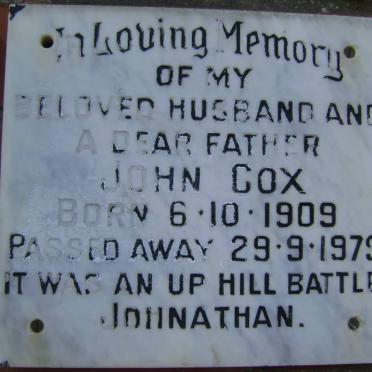 In Loving Memory
OF MY
BELOVED HUSBAND AND
A DEAR FATHER
JOHN COX
BORN 6·10·1909
PASSED AWAY 29·9·1979
IT WAS AN UP HILL BATTLE
JOHNATHAN.